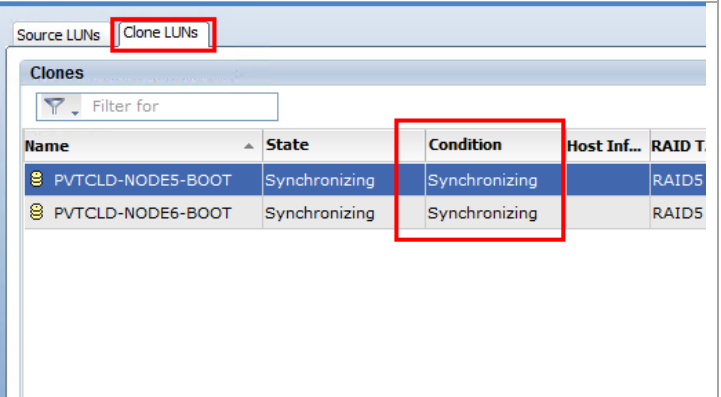 Source LUNs Clone LUNs
Clones
Filter for
Name State Condition Host Inf... RAID T.
PVTCLD-NODE5-BOOT Synchronizing Synchronizing RAID5
PVTCLD-NODE6-BOOT Synchronizing Synchronizing RAID5